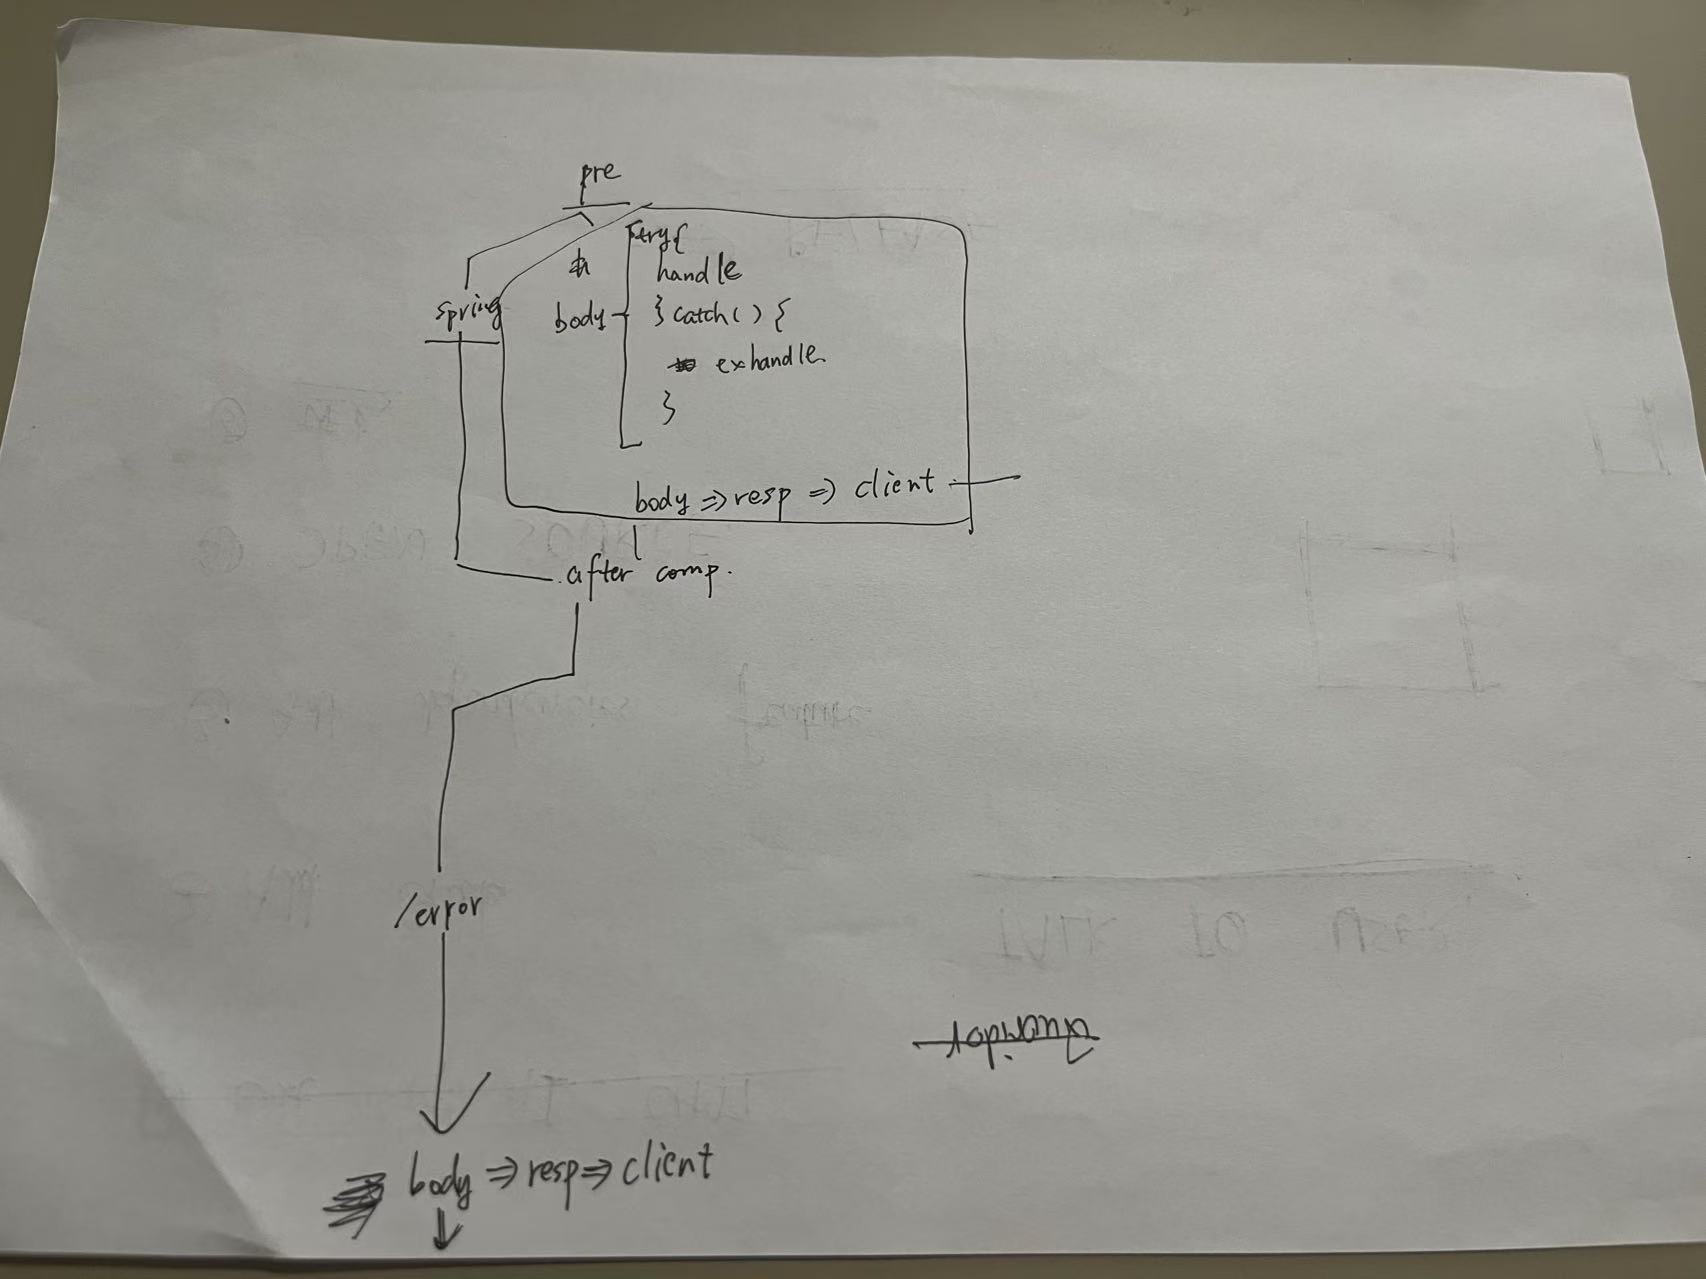 pre
try{
handle
spring
body
} catch( ) {
exhandle
}
body ⇒ resp ⇒ client
after comp.
/error
body ⇒ resp ⇒ client